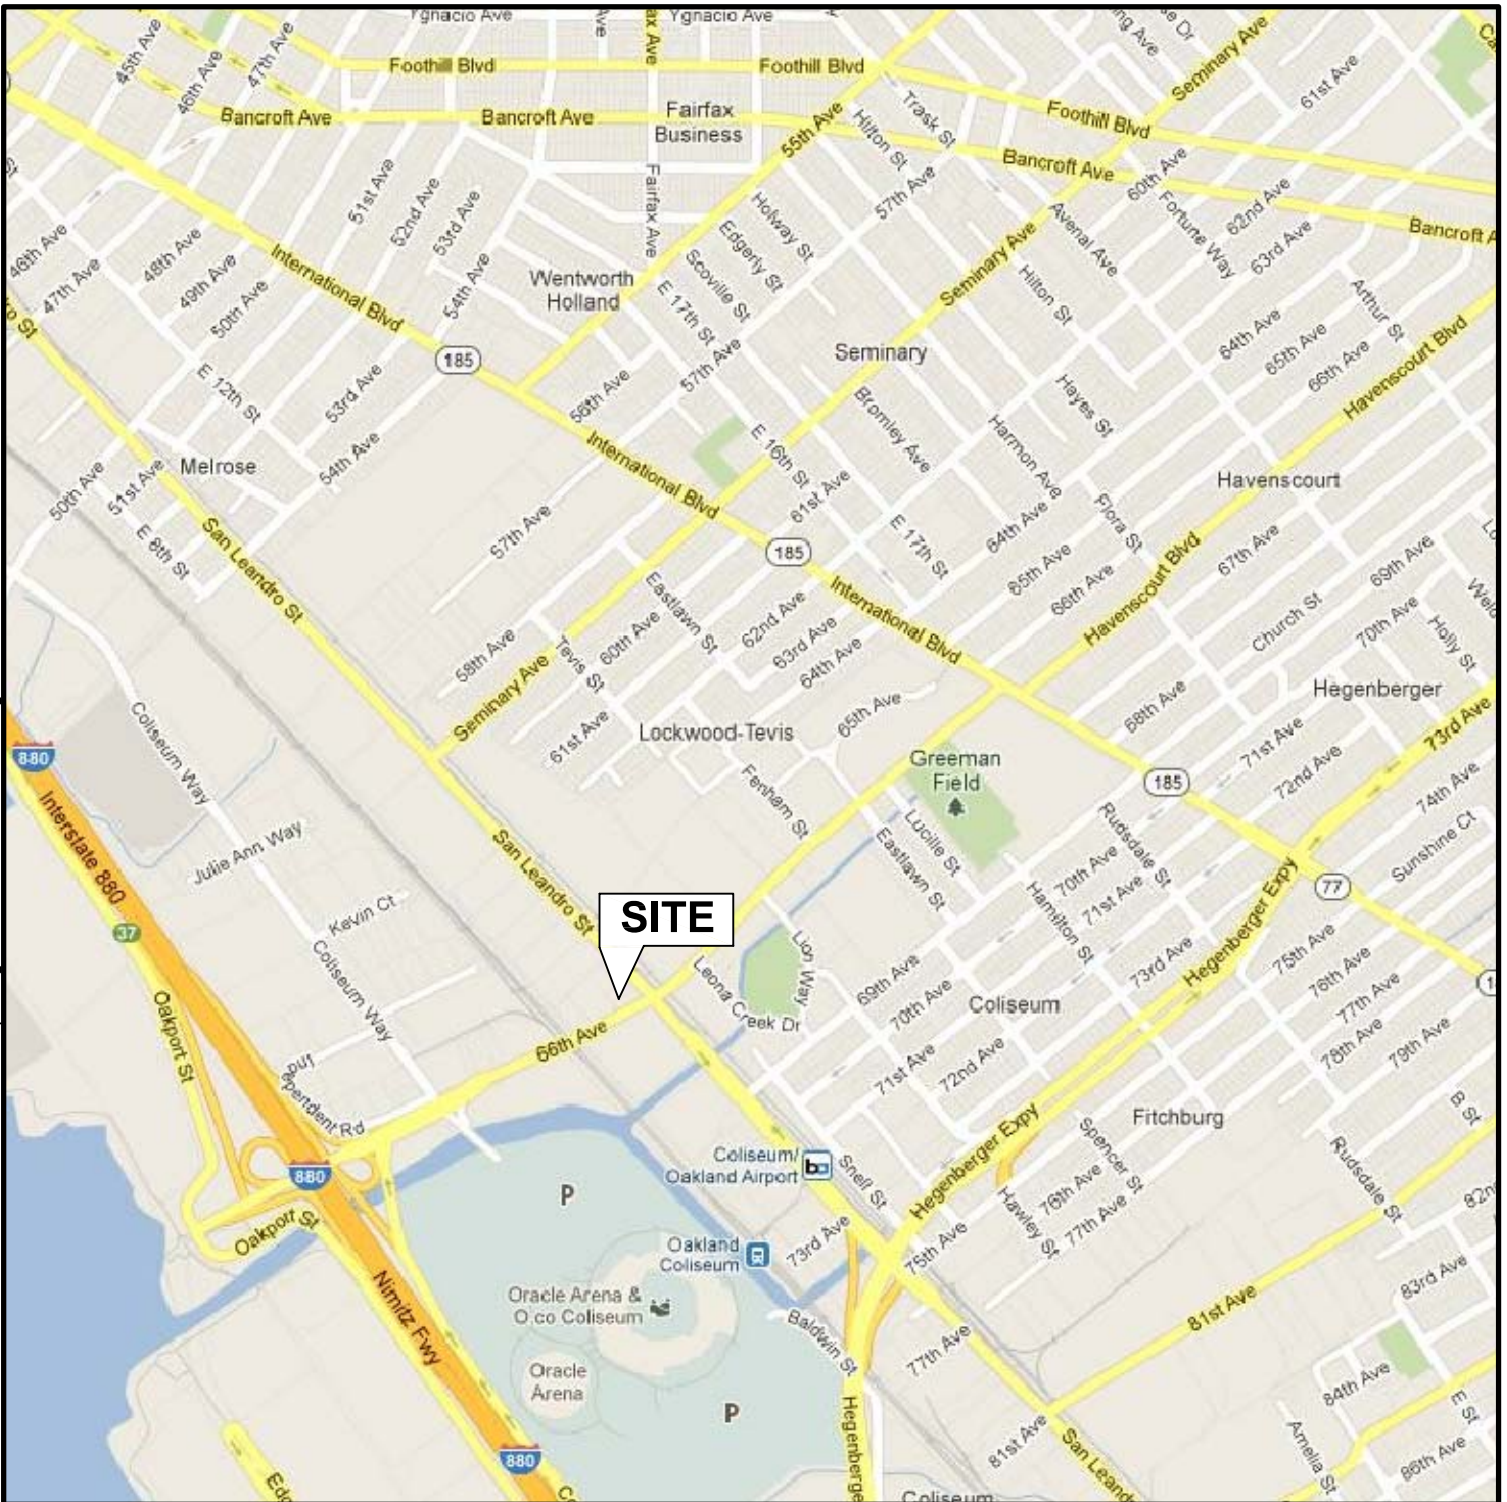 Ygnacio Ave
Ygnacio Ave
45th Ave
46th Ave
47th Ave
Foothill Blvd
Foothill Blvd
Foothill Blvd
Seminary Ave
61st Ave
Bancroft Ave
Bancroft Ave
Fairfax
Business
55th Ave
Hilton St
Trask St
Bancroft Ave
60th Ave
51st Ave
52nd Ave
53rd Ave
Fairfax Ave
Holway St
57th Ave
Fortune Way
62nd Ave
63rd Ave
46th Ave
47th Ave
48th Ave
49th Ave
50th Ave
International Blvd
54th Ave
Wentworth
Holland
Edgerly St
Scoville St
E 17th St
Seminary Ave
Avenal Ave
Hilton St
Arthur St
185
Seminary
57th Ave
56th Ave
64th Ave
65th Ave
66th Ave
Havenscourt Blvd
E 12th St
53rd Ave
54th Ave
Bromley Ave
Hayes St
Harmon Ave
Melrose
50th Ave
51st Ave
E 8th St
International Blvd
E 16th St
61st Ave
Havenscourt
San Leandro St
57th Ave
185
E 17th St
64th Ave
Flora St
65th Ave
66th Ave
67th Ave
69th Ave
Havenscourt Blvd
International Blvd
Eastlawn St
60th Ave
62nd Ave
63rd Ave
64th Ave
58th Ave
Tevis St
Seminary Ave
Church St
70th Ave
Holly St
Hegenberger
Coliseum Way
61st Ave
Lockwood-Tevis
65th Ave
68th Ave
71st Ave
72nd Ave
73rd Ave
880
Interstate 880
Greenman
Field
185
74th Ave
Fenham St
Lucille St
Eastlawn St
Rudsdale St
Sunshine Ct
Julie Ann Way
San Leandro St
70th Ave
71st Ave
Hamilton St
Hegenberger Expy
77
Kevin Ct
SITE
37
Coliseum Way
Leona Creek Dr
Lion Way
69th Ave
70th Ave
73rd Ave
75th Ave
76th Ave
77th Ave
Coliseum
Oakport St
66th Ave
71st Ave
72nd Ave
78th Ave
79th Ave
Independent Rd
Hegenberger Expy
Fitchburg
B St
880
P
Coliseum/
Oakland Airport
Snell St
Spencer St
76th Ave
77th Ave
Hawley St
Rudsdale St
Oakport St
Oakland
Coliseum
73rd Ave
75th Ave
83rd Ave
Nimitz Fwy
Oracle Arena &
O.co Coliseum
Baldwin St
77th Ave
81st Ave
Oracle
Arena
P
84th Ave
E St
81st Ave
Amelia St
86th Ave
880
Coliseum